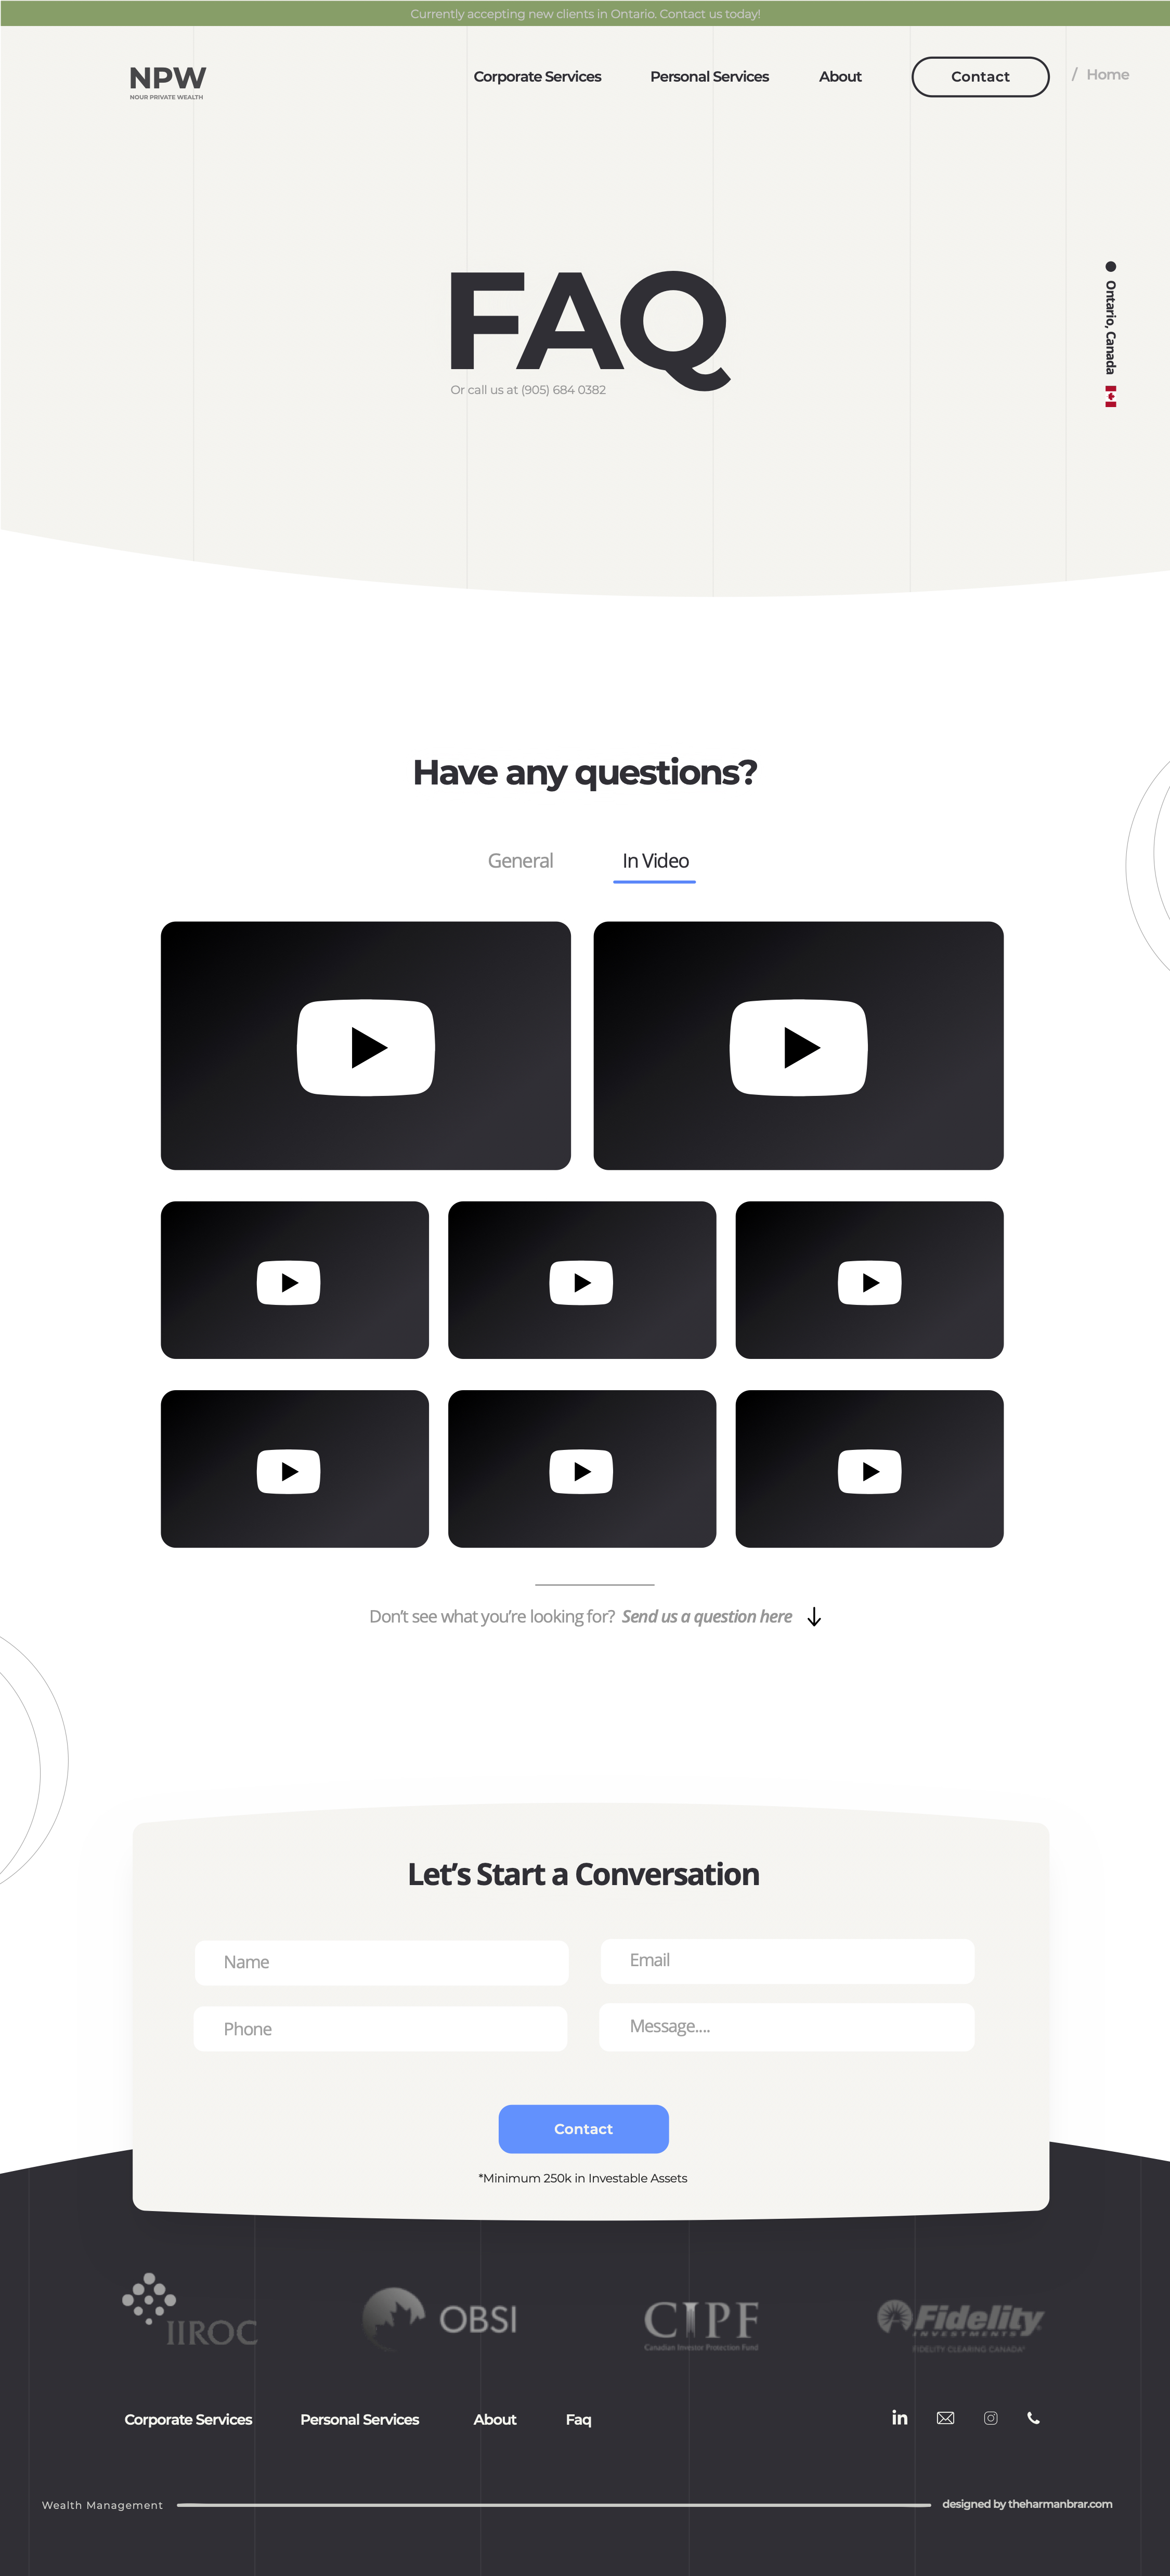 Currently accepting new clients in Ontario. Contact us today!
NPW
NOUR PRIVATE WEALTH
Corporate Services
Personal Services
About
Contact
/ Home
FAQ
Or call us at (905) 684 0382
Ontario, Canada
Have any questions?
General
In Video
Don't see what you're looking for? Send us a question here
Let's Start a Conversation
Name
Email
Phone
Message....
Contact
*Minimum 250k in Investable Assets
IIROC
OBSI
CIPF
Canadian Investor Protection Fund
Fidelity
INVESTMENTS
FIDELITY CLEARING CANADA
Corporate Services
Personal Services
About
Faq
in
Wealth Management
designed by theharmanbrar.com